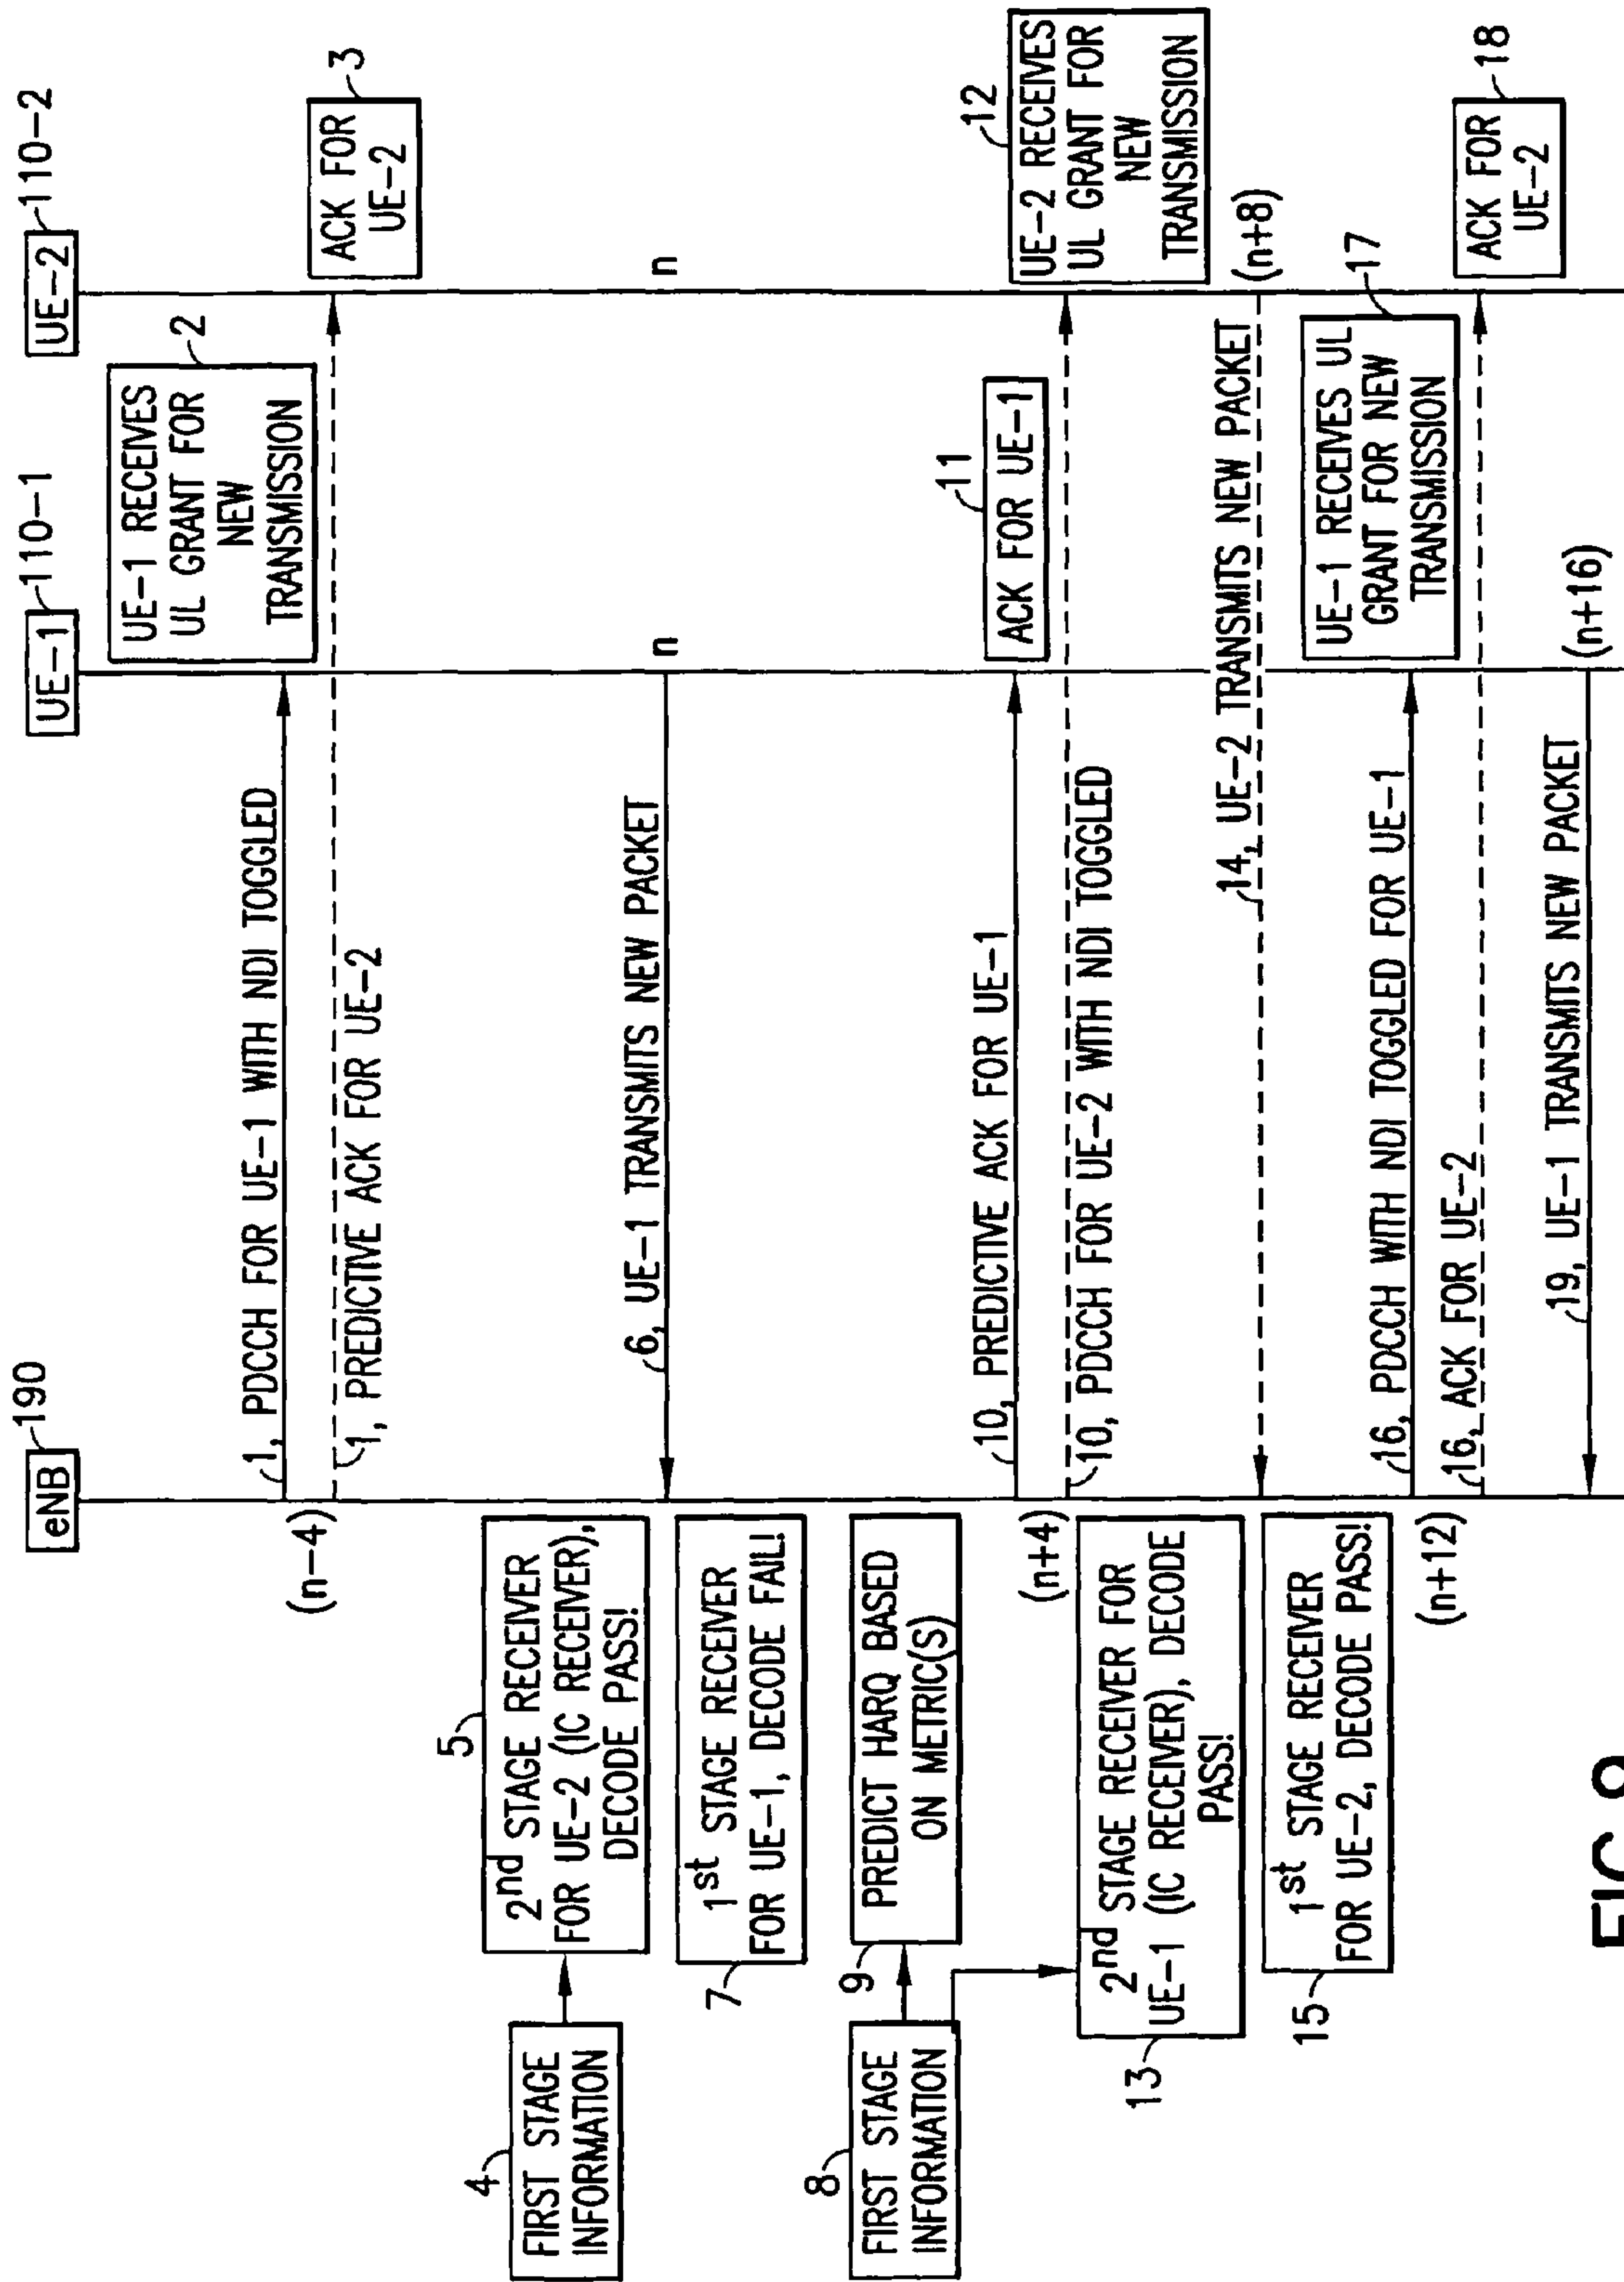 eNB
190
UE-1
110-1
UE-2
110-2
1, PDCCH FOR UE-1 WITH NDI TOGGLED
UE-1 RECEIVES
UL GRANT FOR
NEW
TRANSMISSION
2
(n-4)
1, PREDICTIVE ACK FOR UE-2
ACK FOR
UE-2
3
FIRST STAGE
INFORMATION
4
2nd STAGE RECEIVER
FOR UE-2 (IC RECEIVER),
DECODE PASS!
5
6, UE-1 TRANSMITS NEW PACKET
n
n
1st STAGE RECEIVER
FOR UE-1, DECODE FAIL!
7
FIRST STAGE
INFORMATION
8
PREDICT HARQ BASED
ON METRIC(S)
9
10, PREDICTIVE ACK FOR UE-1
ACK FOR UE-1
11
(n+4)
10, PDCCH FOR UE-2 WITH NDI TOGGLED
UE-2 RECEIVES
UL GRANT FOR
NEW
TRANSMISSION
12
2nd STAGE RECEIVER FOR
UE-1 (IC RECEIVER), DECODE
PASS!
13
14, UE-2 TRANSMITS NEW PACKET
(n+8)
1st STAGE RECEIVER
FOR UE-2, DECODE PASS!
15
16, PDCCH WITH NDI TOGGLED FOR UE-1
UE-1 RECEIVES UL
GRANT FOR NEW
TRANSMISSION
17
(n+12)
16, ACK FOR UE-2
ACK FOR
UE-2
18
19, UE-1 TRANSMITS NEW PACKET
(n+16)